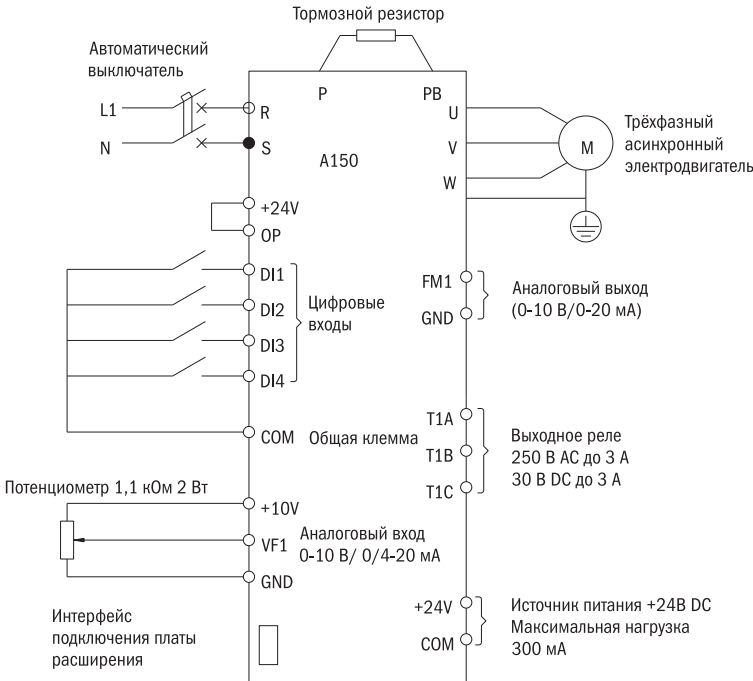 Тормозной резистор
Автоматический
выключатель
P
PB
L1
R
U
N
S
V
A150
W
M
Трёхфазный
асинхронный
электродвигатель
+24V
OP
DI1
DI2
DI3
DI4
Цифровые
входы
FM1
GND
Аналоговый выход
(0-10 В/0-20 мА)
COM
Общая клемма
T1A
T1B
T1C
Выходное реле
250 В AC до 3 А
30 В DC до 3 А
Потенциометр 1,1 кОм 2 Вт
+10V
VF1
GND
Аналоговый вход
0-10 В/ 0/4-20 мА
+24V
COM
Источник питания +24В DC
Максимальная нагрузка
300 мА
Интерфейс
подключения платы
расширения